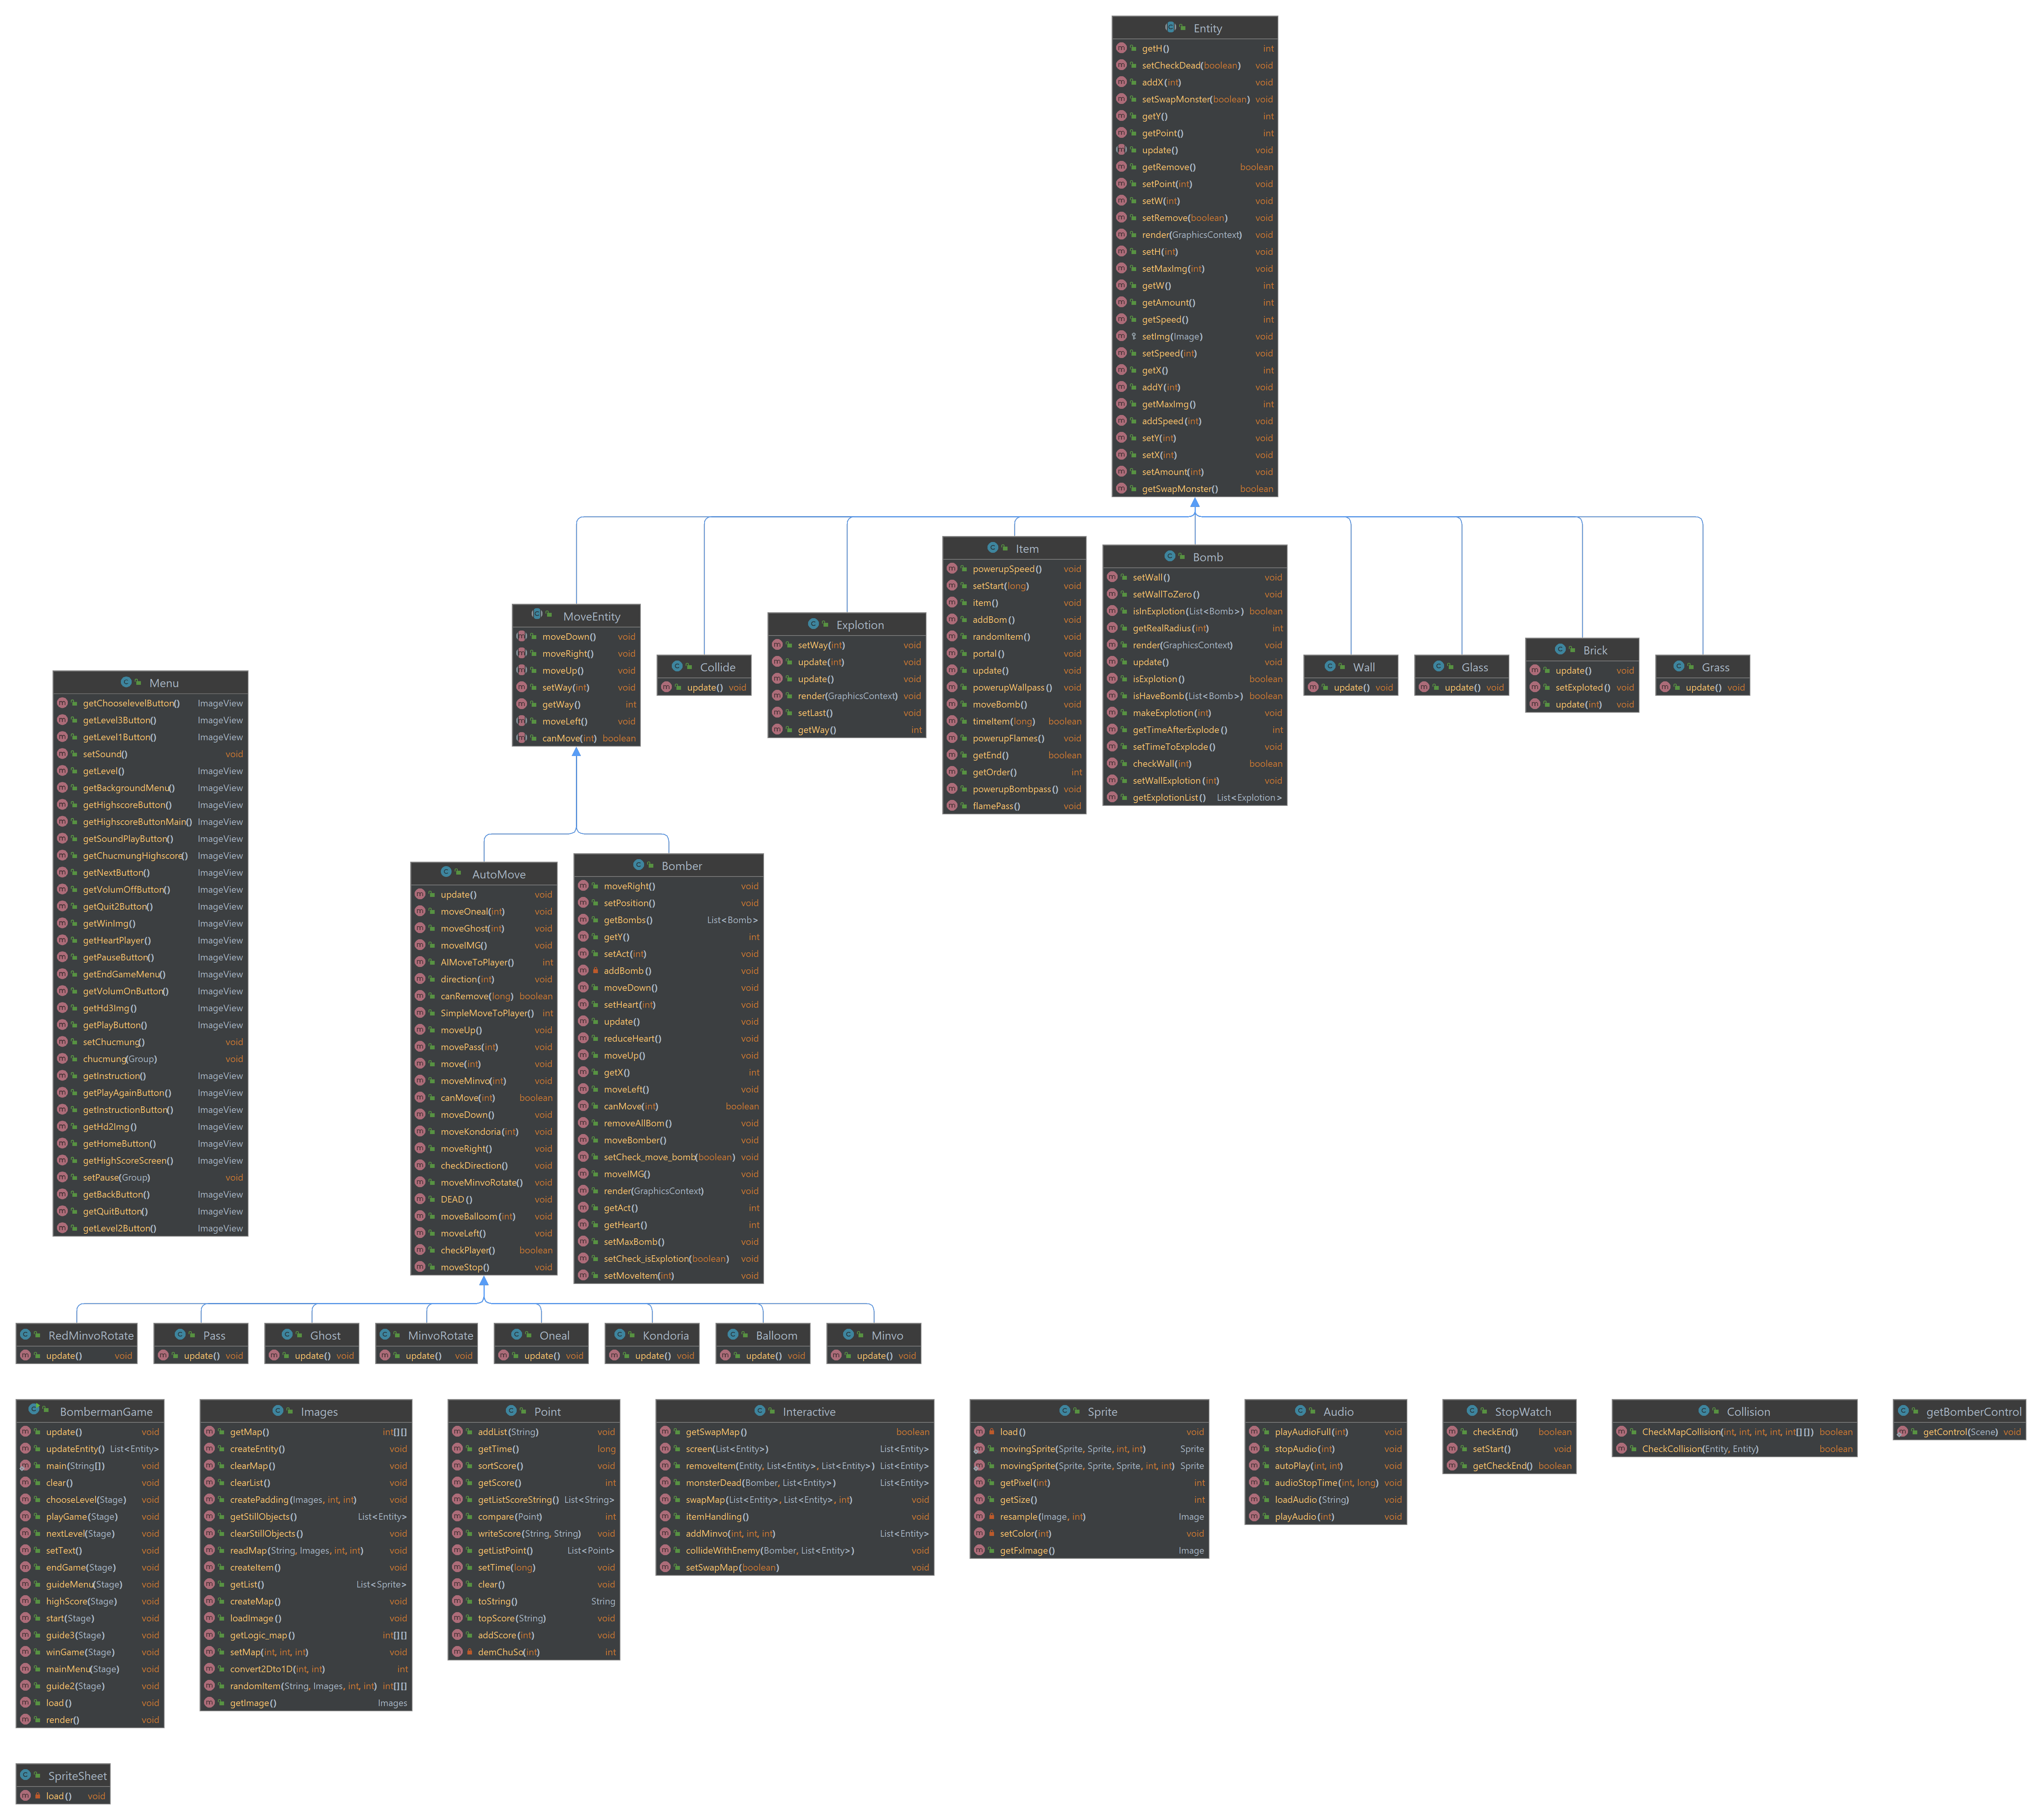 Entity
getH() int
setCheckDead(boolean) void
addX(int) void
setSwapMonster(boolean) void
getY() int
getPoint() int
update() void
getRemove() boolean
setPoint(int) void
setW(int) void
setRemove(boolean) void
render(GraphicsContext) void
setH(int) void
setMaxImg(int) void
getW() int
getAmount() int
getSpeed() int
setImg(Image) void
setSpeed(int) void
getX() int
addY(int) void
getMaxImg() int
addSpeed(int) void
setY(int) void
setX(int) void
setAmount(int) void
getSwapMonster() boolean
MoveEntity
moveDown() void
moveRight() void
moveUp() void
setWay(int) void
getWay() int
moveLeft() void
canMove(int) boolean
Collide
update() void
Explotion
setWay(int) void
update(int) void
update() void
render(GraphicsContext) void
setLast() void
getWay() int
Item
powerupSpeed() void
setStart(long) void
item() void
addBom() void
randomItem() void
portal() void
update() void
powerupWallpass() void
moveBomb() void
timeItem(long) boolean
powerupFlames() void
getEnd() boolean
getOrder() int
powerupBombpass() void
flamePass() void
Bomb
setWall() void
setWallToZero() void
isInExplotion(List<Bomb>) boolean
getRealRadius(int) int
render(GraphicsContext) void
update() void
isExplotion() boolean
isHaveBomb(List<Bomb>) boolean
makeExplotion(int) void
getTimeAfterExplode() int
setTimeToExplode() void
checkWall(int) boolean
setWallExplotion(int) void
getExplotionList() List<Explotion>
Wall
update() void
Glass
update() void
Brick
update() void
setExploted() void
update(int) void
Grass
update() void
Menu
getChooselevelButton() ImageView
getLevel3Button() ImageView
getLevel1Button() ImageView
setSound() void
getLevel() ImageView
getBackgroundMenu() ImageView
getHighscoreButton() ImageView
getHighscoreButtonMain() ImageView
getSoundPlayButton() ImageView
getChucmungHighscore() ImageView
getNextButton() ImageView
getVolumOffButton() ImageView
getQuit2Button() ImageView
getWinImg() ImageView
getHeartPlayer() ImageView
getPauseButton() ImageView
getEndGameMenu() ImageView
getVolumOnButton() ImageView
getHd3Img() ImageView
getPlayButton() ImageView
setChucmung() void
chucmung(Group) void
getInstruction() ImageView
getPlayAgainButton() ImageView
getInstructionButton() ImageView
getHd2Img() ImageView
getHomeButton() ImageView
getHighScoreScreen() ImageView
setPause(Group) void
getBackButton() ImageView
getQuitButton() ImageView
getLevel2Button() ImageView
AutoMove
update() void
moveOneal(int) void
moveGhost(int) void
moveIMG() void
AIMoveToPlayer() int
direction(int) void
canRemove(long) boolean
SimpleMoveToPlayer() int
moveUp() void
movePass(int) void
move(int) void
moveMinvo(int) void
canMove(int) boolean
moveDown() void
moveKondoria(int) void
moveRight() void
checkDirection() void
moveMinvoRotate() void
DEAD() void
moveBalloom(int) void
moveLeft() void
checkPlayer() boolean
moveStop() void
Bomber
moveRight() void
setPosition() void
getBombs() List<Bomb>
getY() int
setAct(int) void
addBomb() void
moveDown() void
setHeart(int) void
update() void
reduceHeart() void
moveUp() void
getX() int
moveLeft() void
canMove(int) boolean
removeAllBom() void
moveBomber() void
setCheck_move_bomb(boolean) void
moveIMG() void
render(GraphicsContext) void
getAct() int
getHeart() int
setMaxBomb() void
setCheck_isExplotion(boolean) void
setMoveItem(int) void
RedMinvoRotate
update() void
Pass
update() void
Ghost
update() void
MinvoRotate
update() void
Oneal
update() void
Kondoria
update() void
Balloom
update() void
Minvo
update() void
BombermanGame
update() void
updateEntity() List<Entity>
main(String[]) void
clear() void
chooseLevel(Stage) void
playGame(Stage) void
nextLevel(Stage) void
setText() void
endGame(Stage) void
guideMenu(Stage) void
highScore(Stage) void
start(Stage) void
guide3(Stage) void
winGame(Stage) void
mainMenu(Stage) void
guide2(Stage) void
load() void
render() void
Images
getMap() int[][]
createEntity() void
clearMap() void
clearList() void
createPadding(Images, int, int) void
getStillObjects() List<Entity>
clearStillObjects() void
readMap(String, Images, int, int) void
createItem() void
getList() List<Sprite>
createMap() void
loadImage() void
getLogic_map() int[][]
setMap(int, int, int) void
convert2Dto1D(int, int) int
randomItem(String, Images, int, int) int[][]
getImage() Images
Point
addList(String) void
getTime() long
sortScore() void
getScore() int
getListScoreString() List<String>
compare(Point) int
writeScore(String, String) void
getListPoint() List<Point>
setTime(long) void
clear() void
toString() String
topScore(String) void
addScore(int) void
demChuSo(int) int
Interactive
getSwapMap() boolean
screen(List<Entity>) List<Entity>
removeItem(Entity, List<Entity>, List<Entity>) List<Entity>
monsterDead(Bomber, List<Entity>) List<Entity>
swapMap(List<Entity>, List<Entity>, int) void
itemHandling() void
addMinvo(int, int, int) List<Entity>
collideWithEnemy(Bomber, List<Entity>) void
setSwapMap(boolean) void
Sprite
load() void
movingSprite(Sprite, Sprite, int, int) Sprite
movingSprite(Sprite, Sprite, Sprite, int, int) Sprite
getPixel(int) int
getSize() int
resample(Image, int) Image
setColor(int) void
getFxImage() Image
Audio
playAudioFull(int) void
stopAudio(int) void
autoPlay(int, int) void
audioStopTime(int, long) void
loadAudio(String) void
playAudio(int) void
StopWatch
checkEnd() boolean
setStart() void
getCheckEnd() boolean
Collision
CheckMapCollision(int, int, int, int, int[][]) boolean
CheckCollision(Entity, Entity) boolean
getBomberControl
getControl(Scene) void
SpriteSheet
load() void